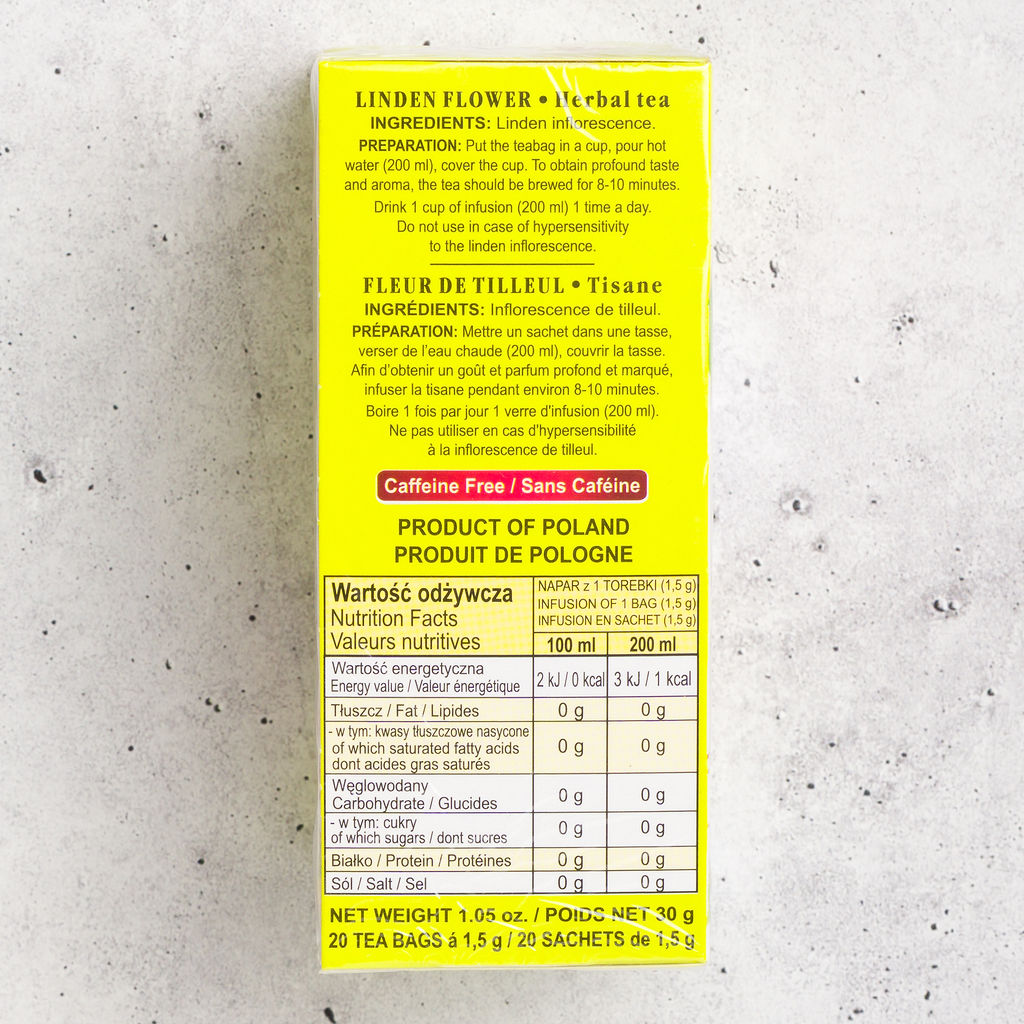 LINDEN FLOWER • Herbal tea
INGREDIENTS: Linden inflorescence.
PREPARATION: Put the teabag in a cup, pour hot
water (200 ml), cover the cup. To obtain profound taste
and aroma, the tea should be brewed for 8-10 minutes.
Drink 1 cup of infusion (200 ml) 1 time a day.
Do not use in case of hypersensitivity
to the linden inflorescence.
FLEUR DE TILLEUL • Tisane
INGRÉDIENTS: Inflorescence de tilleul.
PRÉPARATION: Mettre un sachet dans une tasse,
verser de l'eau chaude (200 ml), couvrir la tasse.
Afin d'obtenir un goût et parfum profond et marqué,
infuser la tisane pendant environ 8-10 minutes.
Boire 1 fois par jour 1 verre d'infusion (200 ml).
Ne pas utiliser en cas d'hypersensibilité
à la inflorescence de tilleul.
Caffeine Free / Sans Caféine
PRODUCT OF POLAND
PRODUIT DE POLOGNE
Wartość odżywcza
Nutrition Facts
Valeurs nutritives
NAPAR z 1 TOREBKI (1,5 g)
INFUSION OF 1 BAG (1,5 g)
INFUSION EN SACHET (1,5 g)
100 ml 200 ml
Wartość energetyczna
Energy value / Valeur énergétique 2 kJ / 0 kcal 3 kJ / 1 kcal
Tłuszcz / Fat / Lipides 0 g 0 g
- w tym: kwasy tłuszczowe nasycone
of which saturated fatty acids 0 g 0 g
dont acides gras saturés
Węglowodany
Carbohydrate / Glucides 0 g 0 g
- w tym: cukry
of which sugars / dont sucres 0 g 0 g
Białko / Protein / Protéines 0 g 0 g
Sól / Salt / Sel 0 g 0 g
NET WEIGHT 1.05 oz. / POIDS NET 30 g
20 TEA BAGS á 1,5 g / 20 SACHETS de 1,5 g